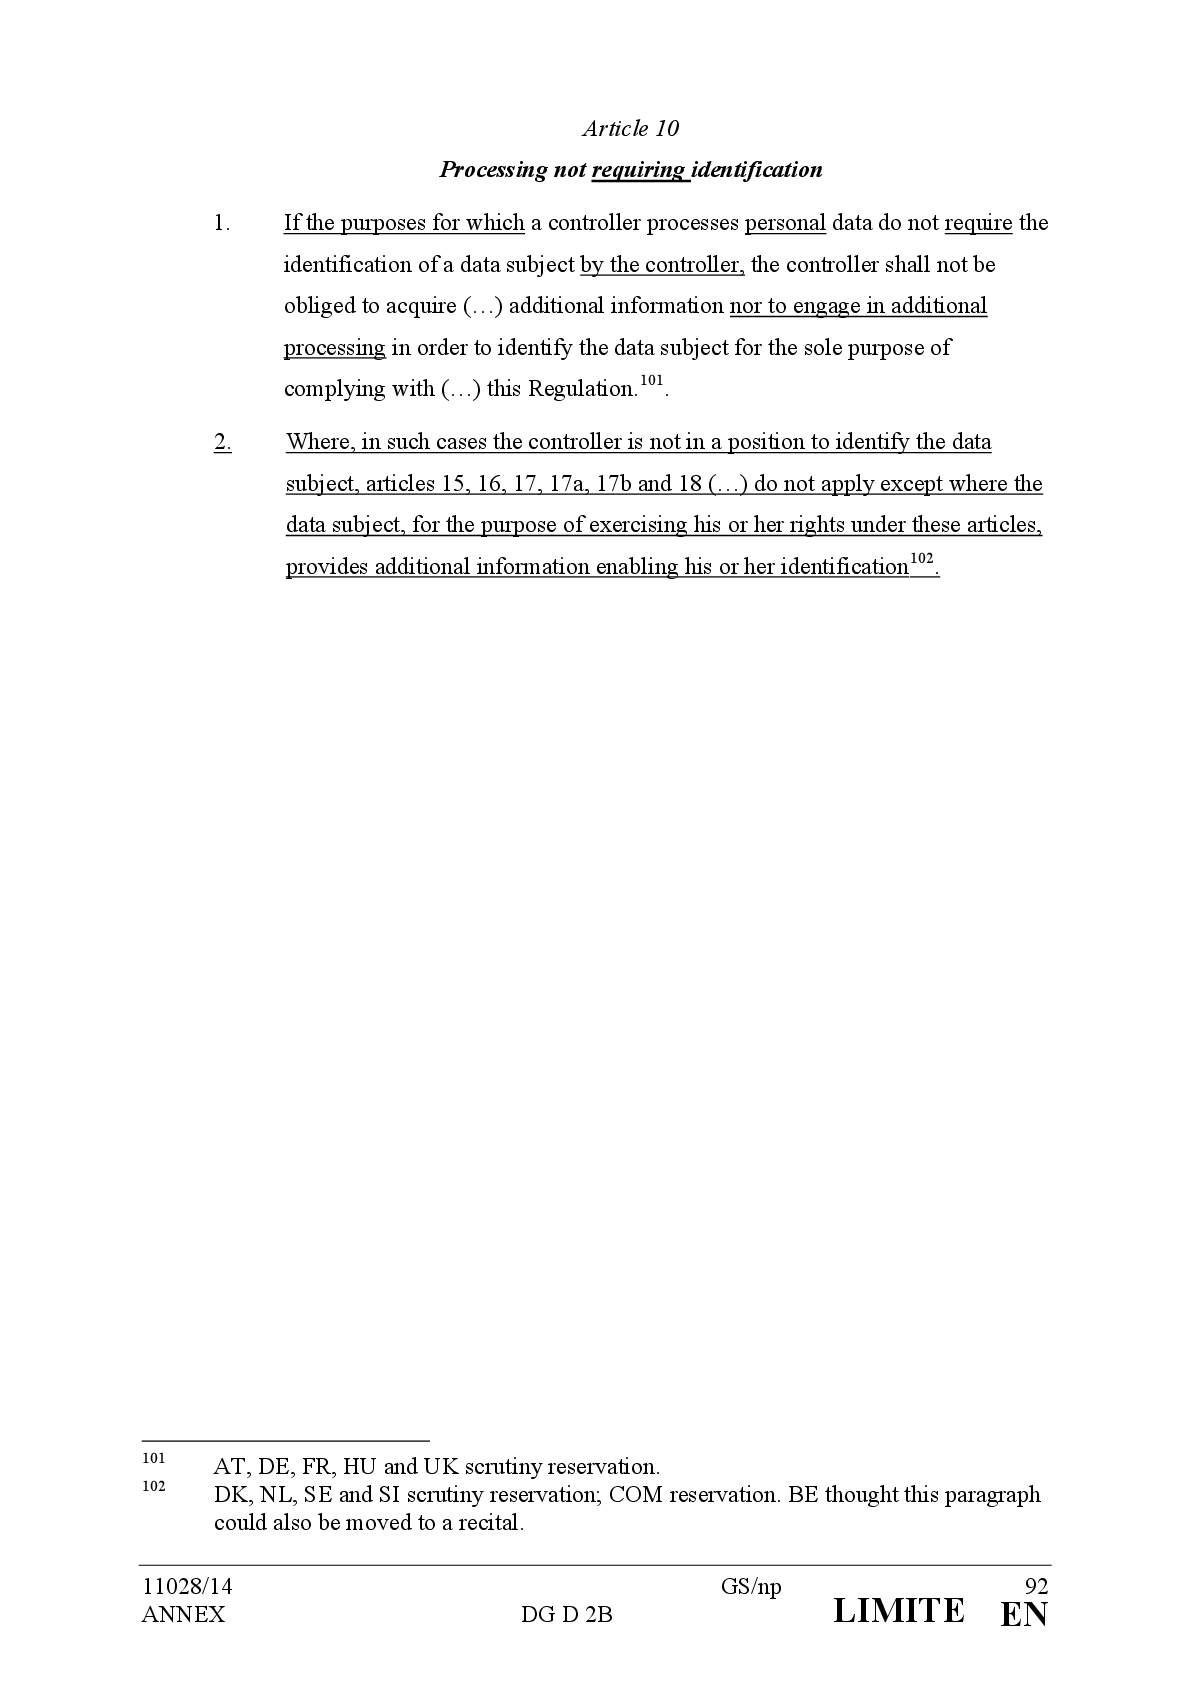 Article 10
Processing not requiring identification
1. If the purposes for which a controller processes personal data do not require the
identification of a data subject by the controller, the controller shall not be
obliged to acquire (…) additional information nor to engage in additional
processing in order to identify the data subject for the sole purpose of
complying with (…) this Regulation.101.
2. Where, in such cases the controller is not in a position to identify the data
subject, articles 15, 16, 17, 17a, 17b and 18 (…) do not apply except where the
data subject, for the purpose of exercising his or her rights under these articles,
provides additional information enabling his or her identification102.
101 AT, DE, FR, HU and UK scrutiny reservation.
102 DK, NL, SE and SI scrutiny reservation; COM reservation. BE thought this paragraph
could also be moved to a recital.
11028/14 GS/np 92
ANNEX DG D 2B LIMITE EN